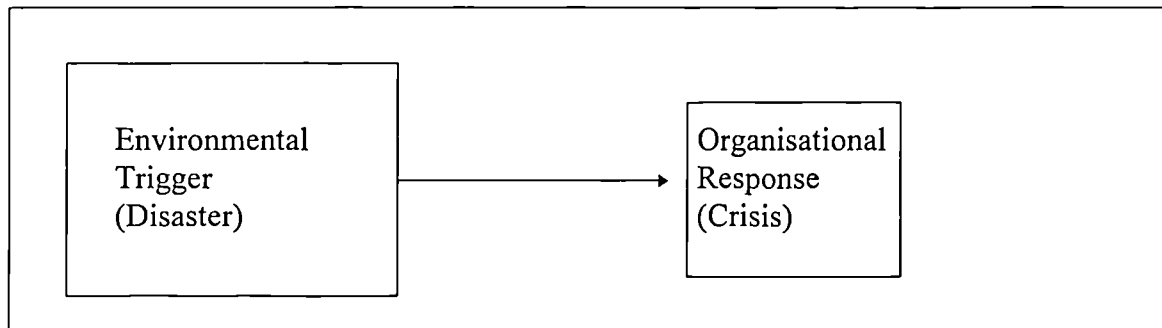 Environmental
Trigger
(Disaster)
Organisational
Response
(Crisis)